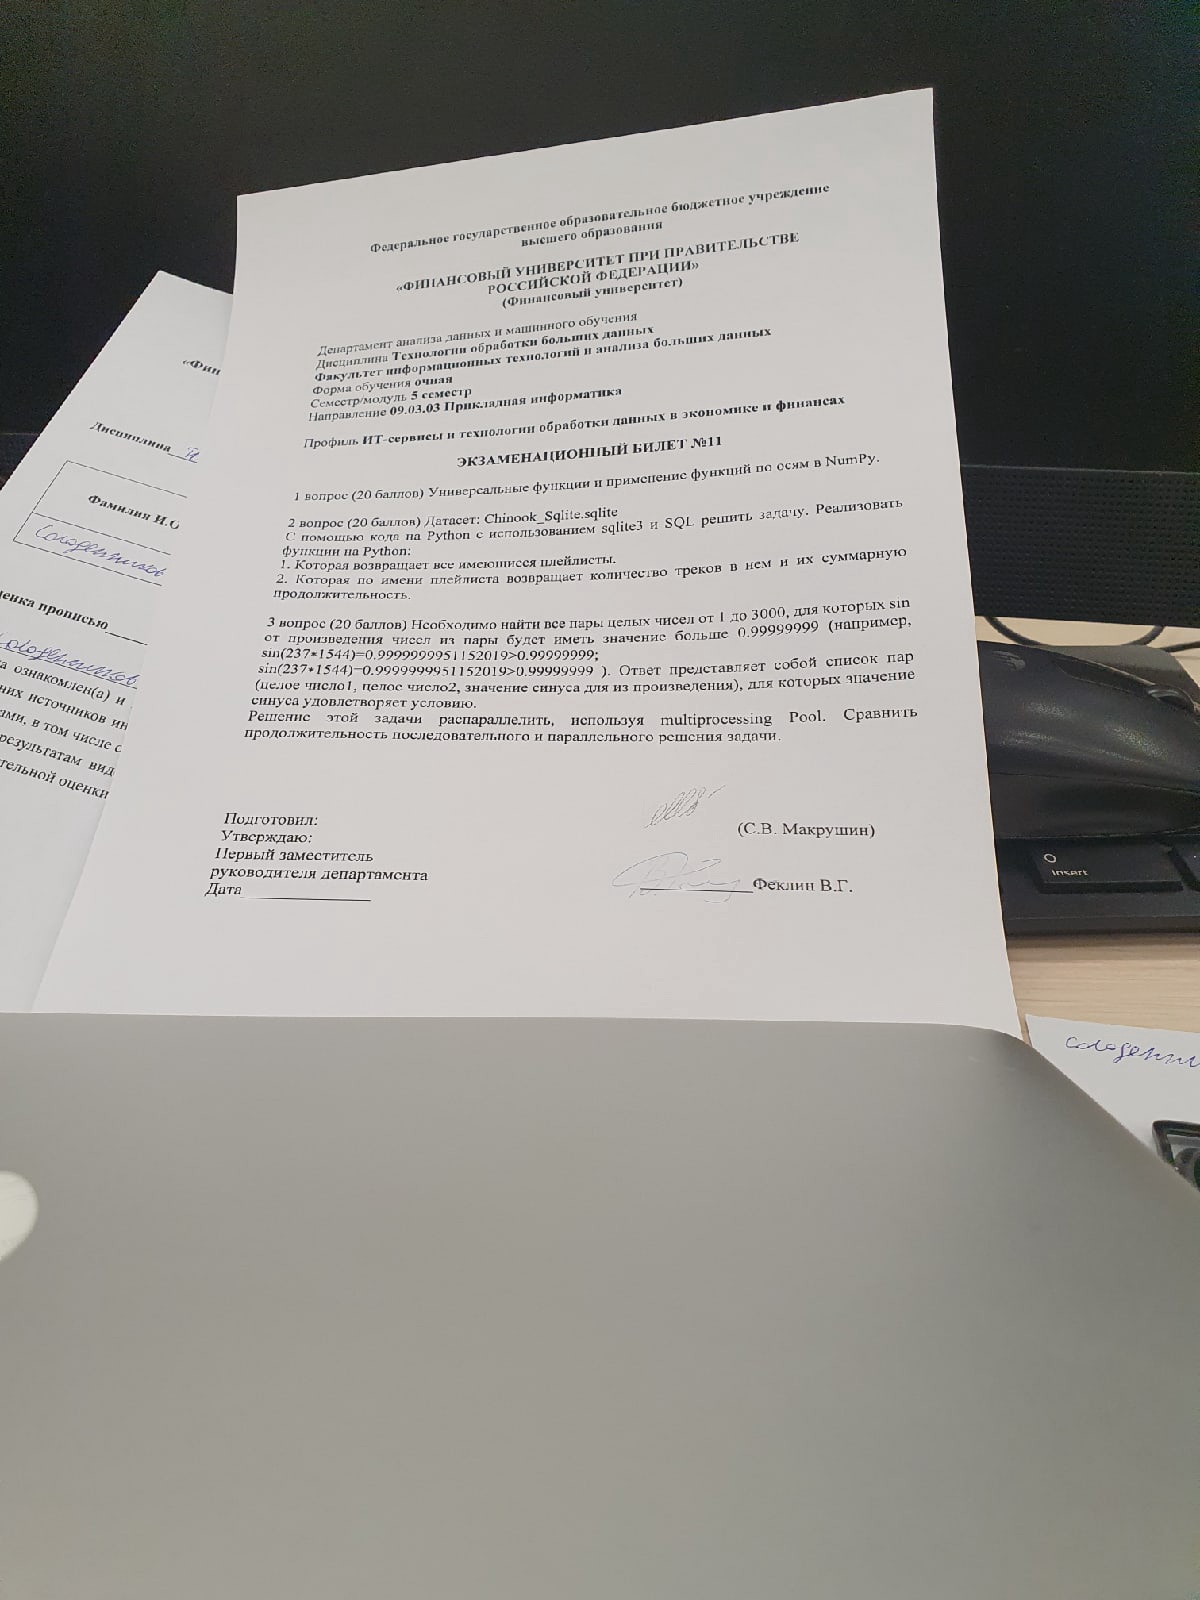 Федеральное государственное образовательное бюджетное учреждение
высшего образования
«ФИНАНСОВЫЙ УНИВЕРСИТЕТ ПРИ ПРАВИТЕЛЬСТВЕ
РОССИЙСКОЙ ФЕДЕРАЦИИ»
(Финансовый университет)
Департамент анализа данных и машинного обучения
Дисциплина Технологии обработки больших данных
Факультет информационных технологий и анализа больших данных
Форма обучения очная
Семестр/модуль 5 семестр
Направление 09.03.03 Прикладная информатика
Профиль ИТ-сервисы и технологии обработки данных в экономике и финансах
ЭКЗАМЕНАЦИОННЫЙ БИЛЕТ №11
1 вопрос (20 баллов) Универсальные функции и применение функций по осям в NumPy.
2 вопрос (20 баллов) Датасет: Chinook_Sqlite.sqlite
С помощью кода на Python с использованием sqlite3 и SQL решить задачу. Реализовать
функции на Python:
1. Которая возвращает все имеющиеся плейлисты.
2. Которая по имени плейлиста возвращает количество треков в нем и их суммарную
продолжительность.
3 вопрос (20 баллов) Необходимо найти все пары целых чисел от 1 до 3000, для которых sin
от произведения чисел из пары будет иметь значение больше 0.99999999 (например,
sin(237*1544)=0.9999999951152019>0.99999999;
sin(237*1544)=0.9999999951152019>0.99999999 ). Ответ представляет собой список пар
(целое число1, целое число2, значение синуса для из произведения), для которых значение
синуса удовлетворяет условию.
Решение этой задачи распараллелить, используя multiprocessing Pool. Сравнить
продолжительность последовательного и параллельного решения задачи.
Подготовил:
(С.В. Макрушин)
Утверждаю:
Первый заместитель
руководителя департамента
Феклин В.Г.
Дата
«Фин
Дисциплина
Фамилия И.О
Солоденников
ценка прописью
Солоденников
а ознакомлен(а) и
них источников ин
ами, в том числе с
результатам вид
тельной оценки
insert